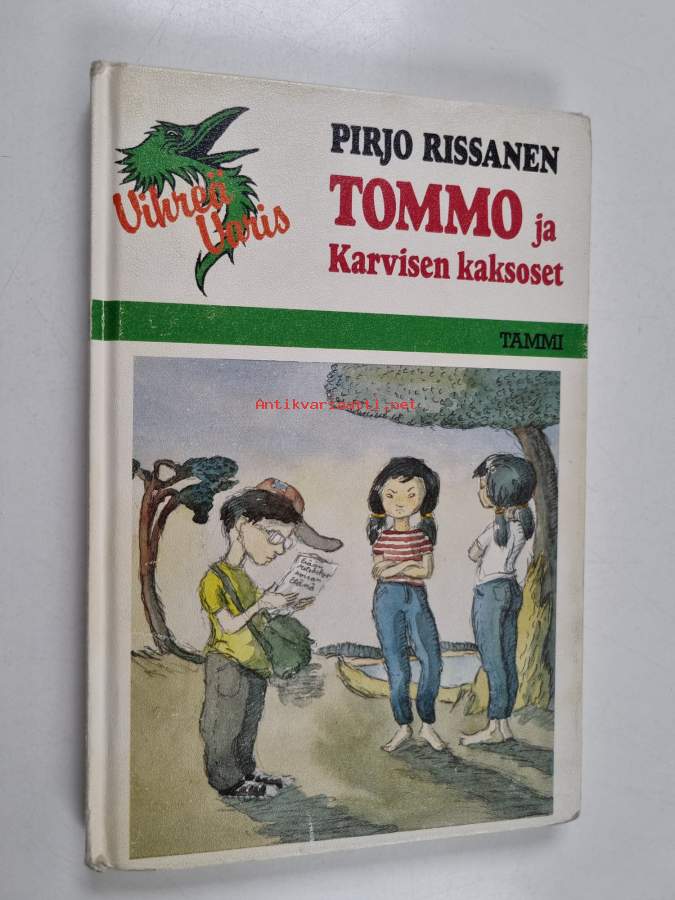 Vihreä
Varis
PIRJO RISSANEN
TOMMO ja
Karvisen kaksoset
TAMMI
Antikvariaatti.net